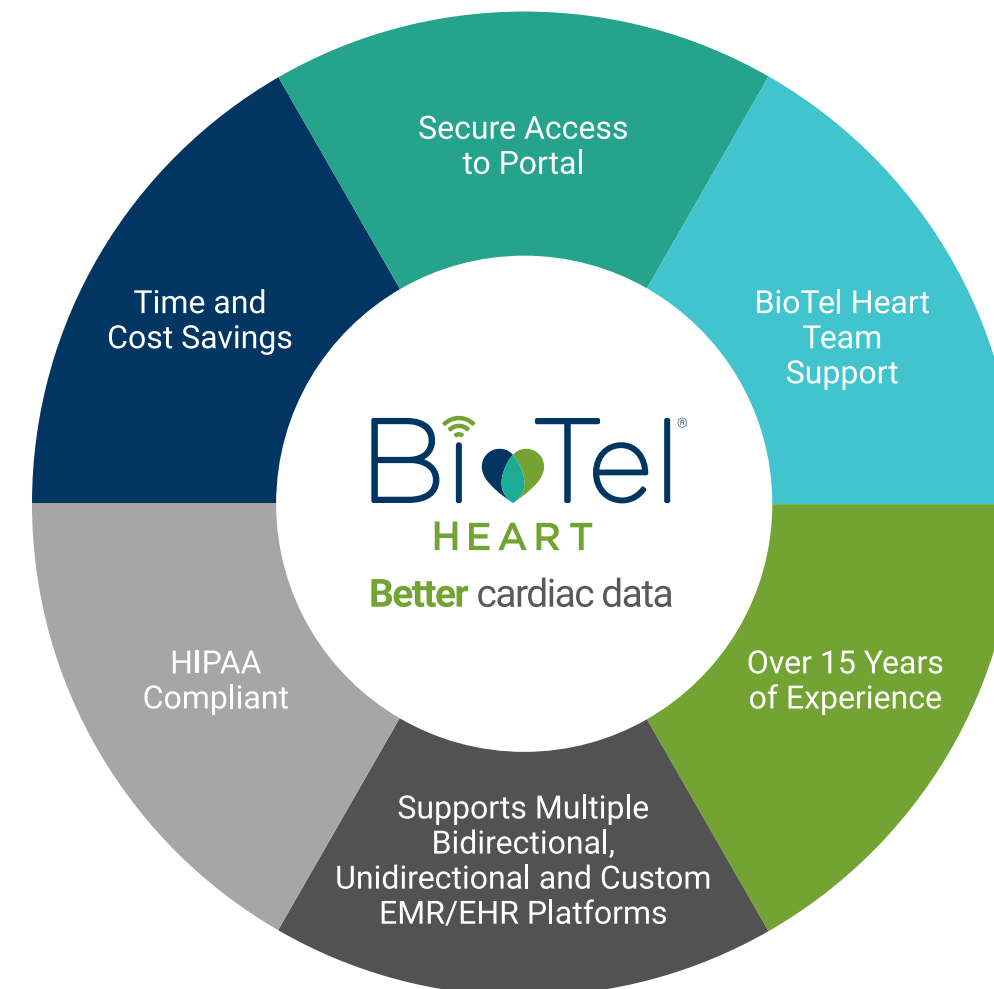 Secure Access
to Portal
BioTel Heart
Team
Support
Over 15 Years
of Experience
Supports Multiple
Bidirectional,
Unidirectional and Custom
EMR/EHR Platforms
HIPAA
Compliant
Time and
Cost Savings
BioTel®
HEART
Better cardiac data